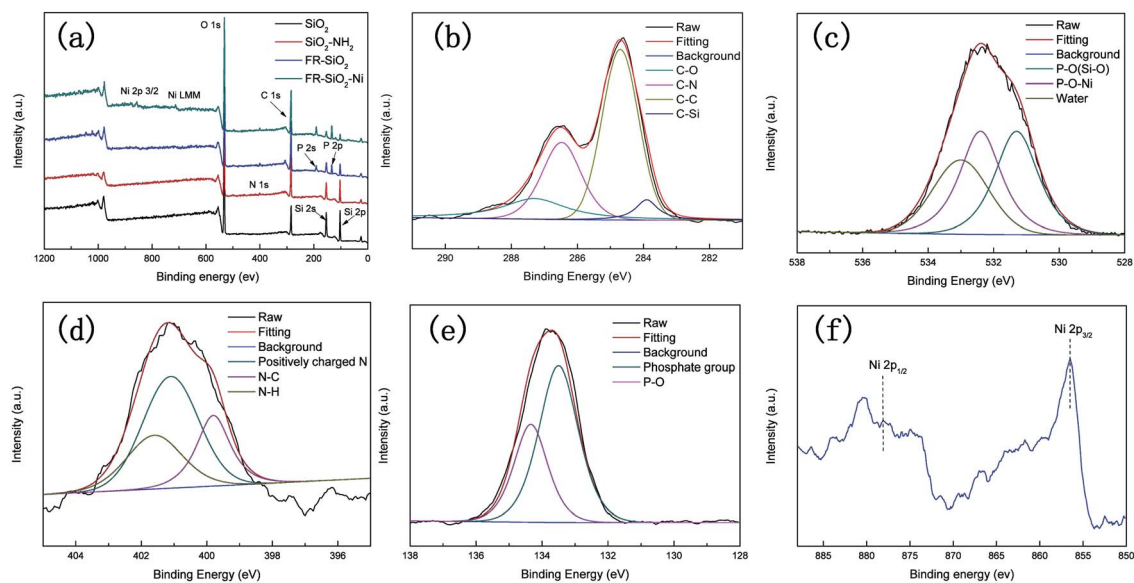 (a)
O 1s
SiO2
SiO2-NH2
FR-SiO2
FR-SiO2-Ni
Ni 2p 3/2
Ni LMM
C 1s
P 2s
P 2p
N 1s
Si 2s
Si 2p
Intensity (a.u.)
1200 1000 800 600 400 200 0
Binding energy (ev)
(b)
Raw
Fitting
Background
C-O
C-N
C-C
C-Si
Intensity (a.u.)
290 288 286 284 282
Binding Energy (eV)
(c)
Raw
Fitting
Background
P-O(Si-O)
P-O-Ni
Water
Intensity (a.u.)
538 536 534 532 530 528
Binding Energy (eV)
(d)
Raw
Fitting
Background
Positively charged N
N-C
N-H
Intensity (a.u.)
404 402 400 398 396
Binding Energy (eV)
(e)
Raw
Fitting
Background
Phosphate group
P-O
Intensity (a.u.)
138 136 134 132 130 128
Binding Energy (eV)
(f)
Ni 2p3/2
Ni 2p1/2
Intensity (a.u.)
885 880 875 870 865 860 855 850
Binding energy (ev)